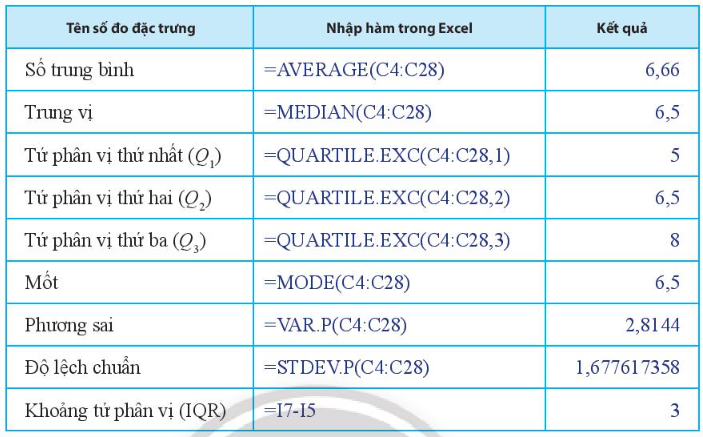 Tên số đo đặc trưng Nhập hàm trong Excel Kết quả
Số trung bình =AVERAGE(C4:C28) 6,66
Trung vị =MEDIAN(C4:C28) 6,5
Tứ phân vị thứ nhất (Q1) =QUARTILE.EXC(C4:C28,1) 5
Tứ phân vị thứ hai (Q2) =QUARTILE.EXC(C4:C28,2) 6,5
Tứ phân vị thứ ba (Q3) =QUARTILE.EXC(C4:C28,3) 8
Mốt =MODE(C4:C28) 6,5
Phương sai =VAR.P(C4:C28) 2,8144
Độ lệch chuẩn =STDEV.P(C4:C28) 1,677617358
Khoảng tứ phân vị (IQR) =I7-I5 3